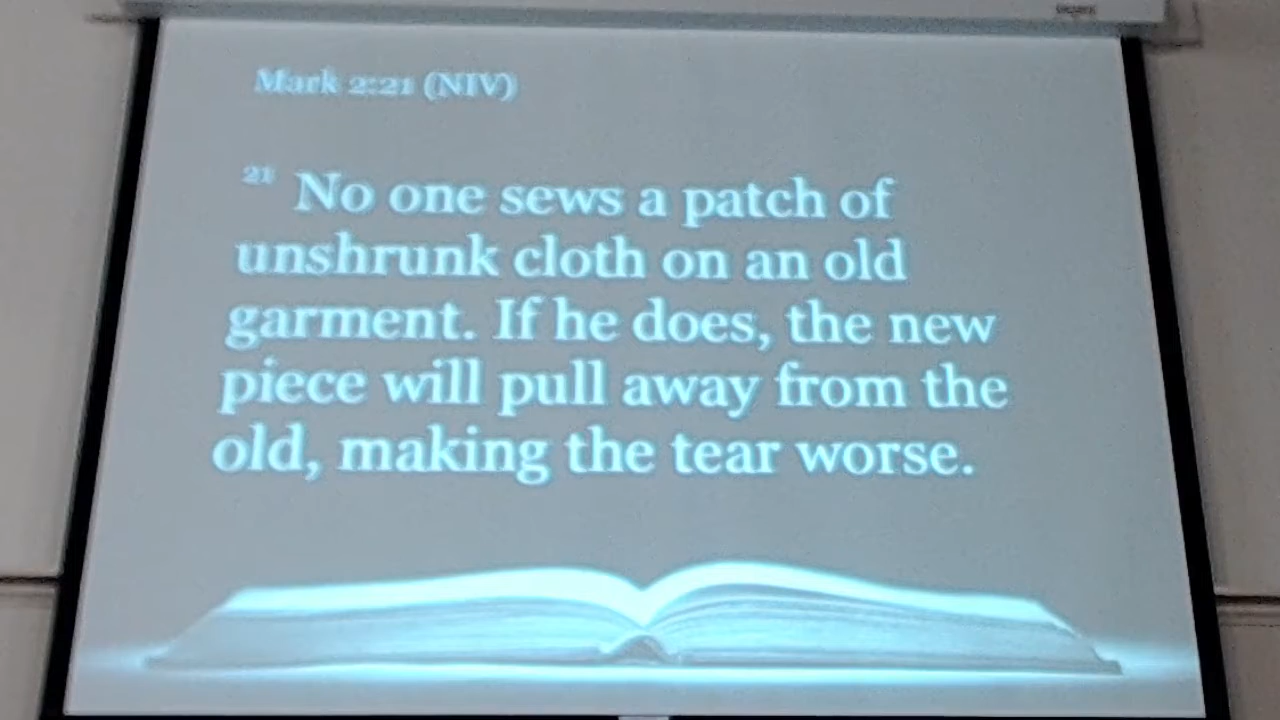 Mark 2:21 (NIV)
21 No one sews a patch of
unshrunk cloth on an old
garment. If he does, the new
piece will pull away from the
old, making the tear worse.